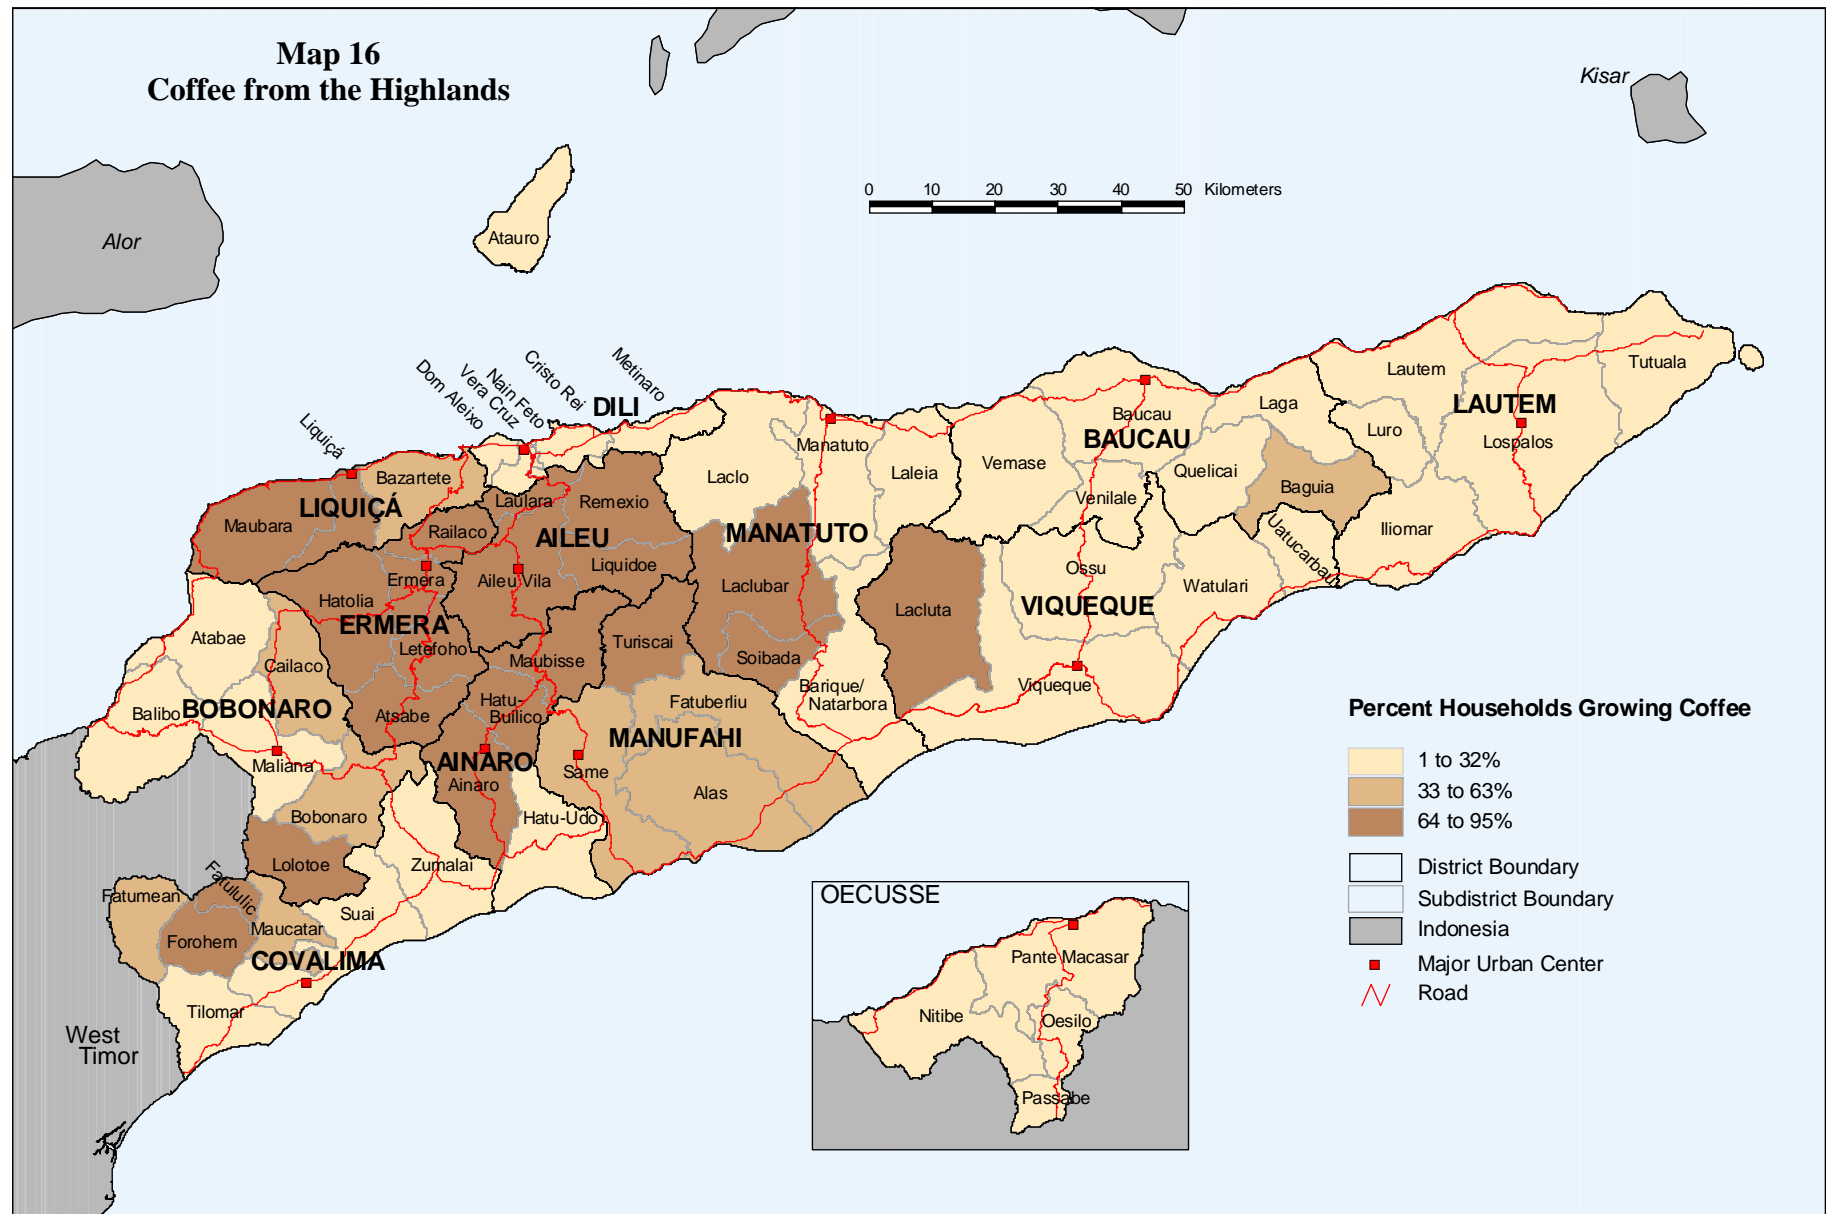 Map 16
Coffee from the Highlands
Kisar
Alor
Atauro
0 10 20 30 40 50 Kilometers
Metinaro
Cristo Rei
Nain Feto
Vera Cruz
Dom Aleixo
DILI
Liquiçá
Tutuala
Lautem
LAUTEM
Lospalos
Luro
Laga
Baucau
BAUCAU
Manatuto
Laleia
Vemase
Quelicai
Venilale
Baguia
Iliomar
Uatucarbau
Laclo
MANATUTO
Bazartete
LIQUIÇÁ
Maubara
Laulara
Remexio
Railaco
AILEU
Liquidoe
Aileu Vila
Ermera
Hatolia
ERMERA
Letefoho
Laclubar
Lacluta
Ossu
VIQUEQUE
Watulari
Atabae
Cailaco
Turiscai
Maubisse
Soibada
Barique/
Natarbora
Viqueque
Balibo
BOBONARO
Atsabe
Hatu-
Builico
Fatuberliu
MANUFAHI
Maliana
AINARO
Ainaro
Same
Alas
Bobonaro
Hatu-Udo
Lolotoe
Zumalai
Fatumean
Fatululic
Suai
Maucatar
Forohem
COVALIMA
Tilomar
West
Timor
OECUSSE
Pante Macasar
Nitibe
Oesilo
Passabe
Percent Households Growing Coffee
1 to 32%
33 to 63%
64 to 95%
District Boundary
Subdistrict Boundary
Indonesia
Major Urban Center
Road